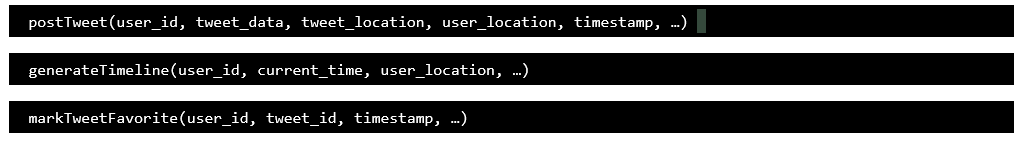 postTweet(user_id, tweet_data, tweet_location, user_location, timestamp, …)
generateTimeline(user_id, current_time, user_location, …)
markTweetFavorite(user_id, tweet_id, timestamp, …)